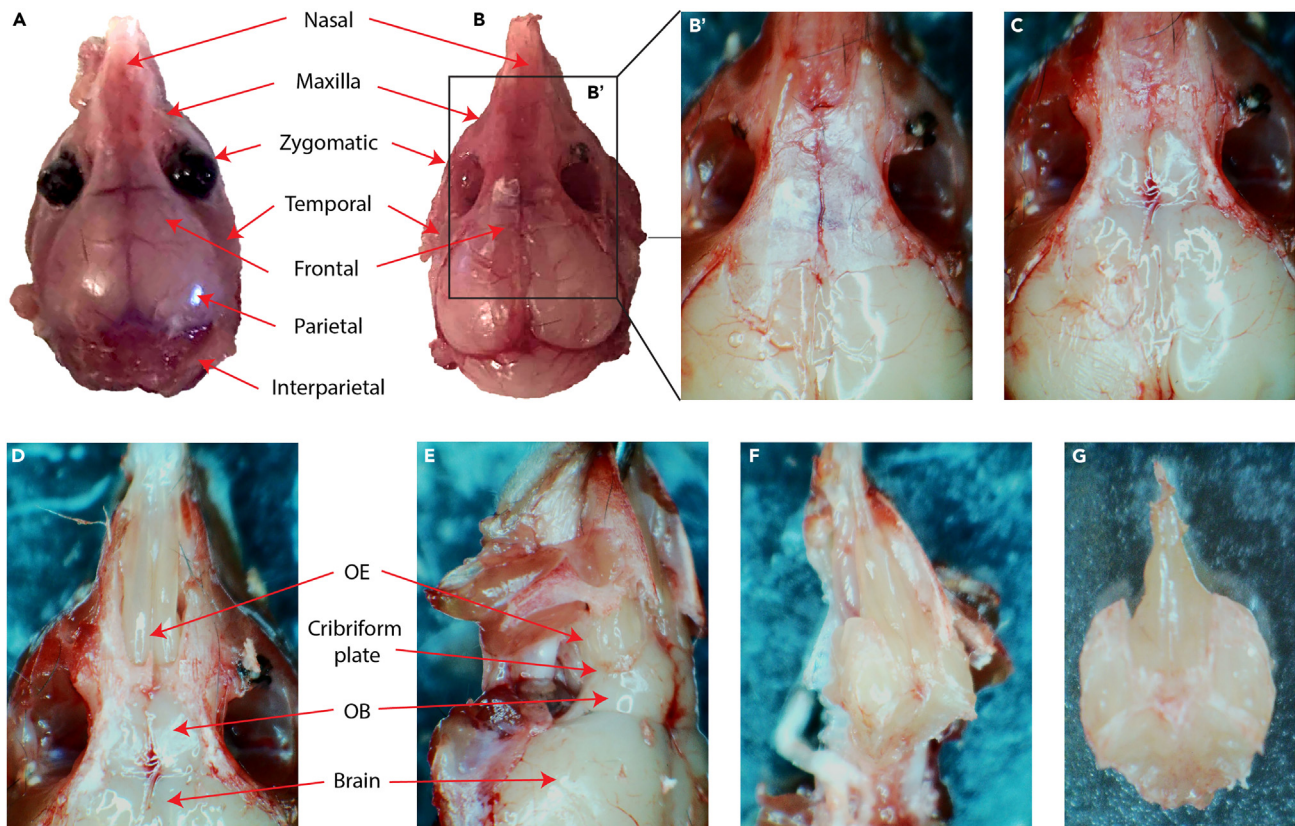 A
Nasal
B
B'
C
Maxilla
B'
Zygomatic
Temporal
Frontal
Parietal
Interparietal
D
E
F
G
OE
Cribriform
plate
OB
Brain